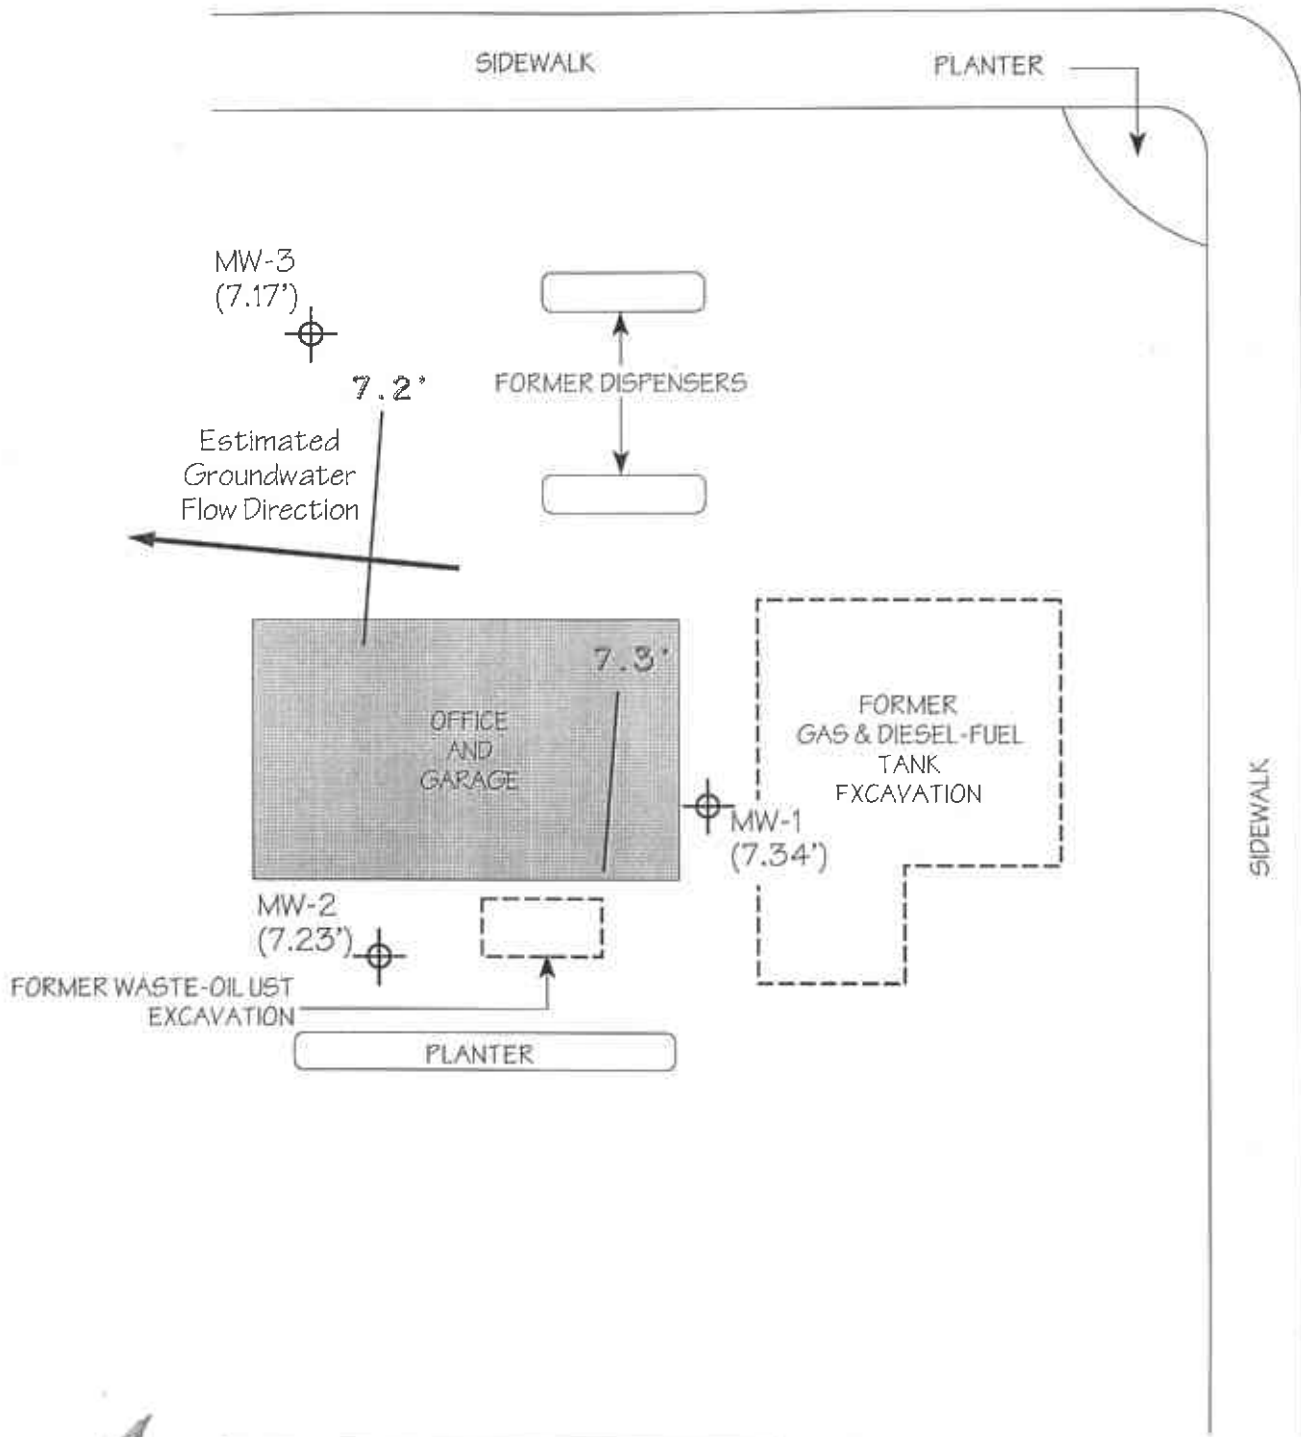 SIDEWALK
PLANTER
MW-3
(7.17')
7.2'
FORMER DISPENSERS
Estimated
Groundwater
Flow Direction
7.3'
OFFICE
AND
GARAGE
FORMER
GAS & DIESEL-FUEL
TANK
EXCAVATION
SIDEWALK
MW-1
(7.34')
MW-2
(7.23')
FORMER WASTE-OIL UST
EXCAVATION
PLANTER